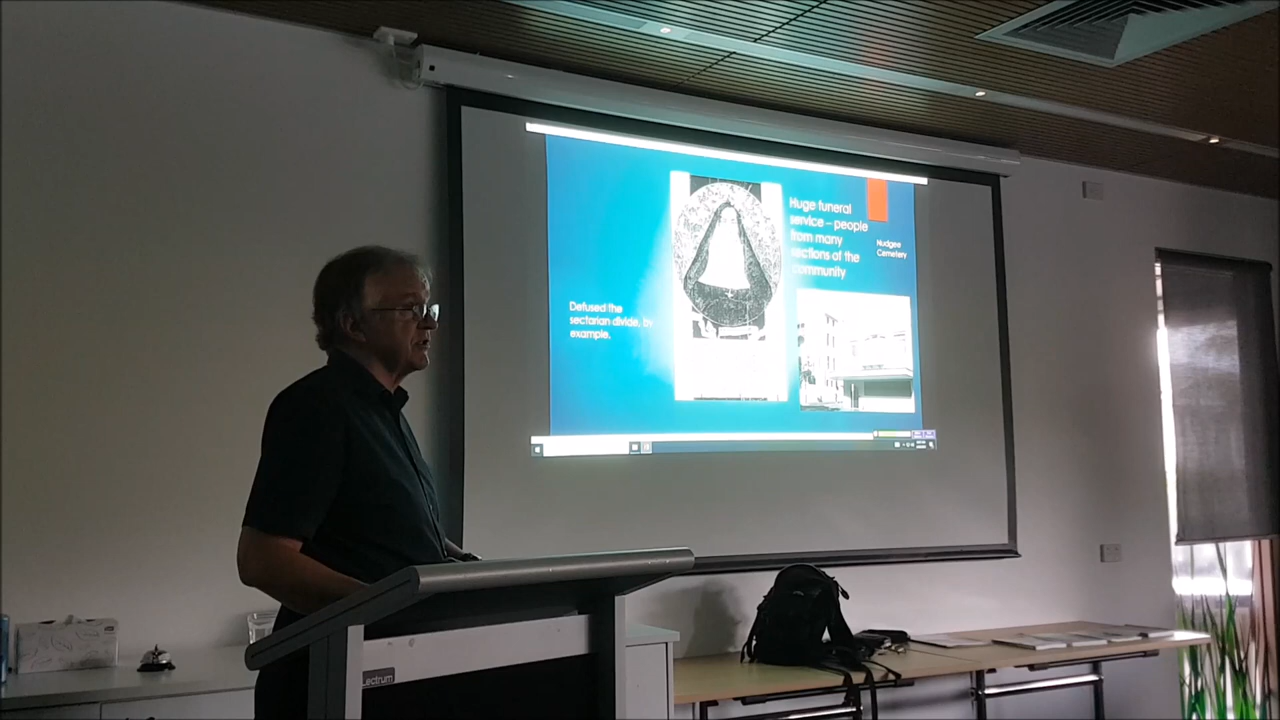 Huge funeral
service – people
from many
sections of the
community
Nudgee
Cemetery
Defused the
sectarian divide, by
example.
Lectrum